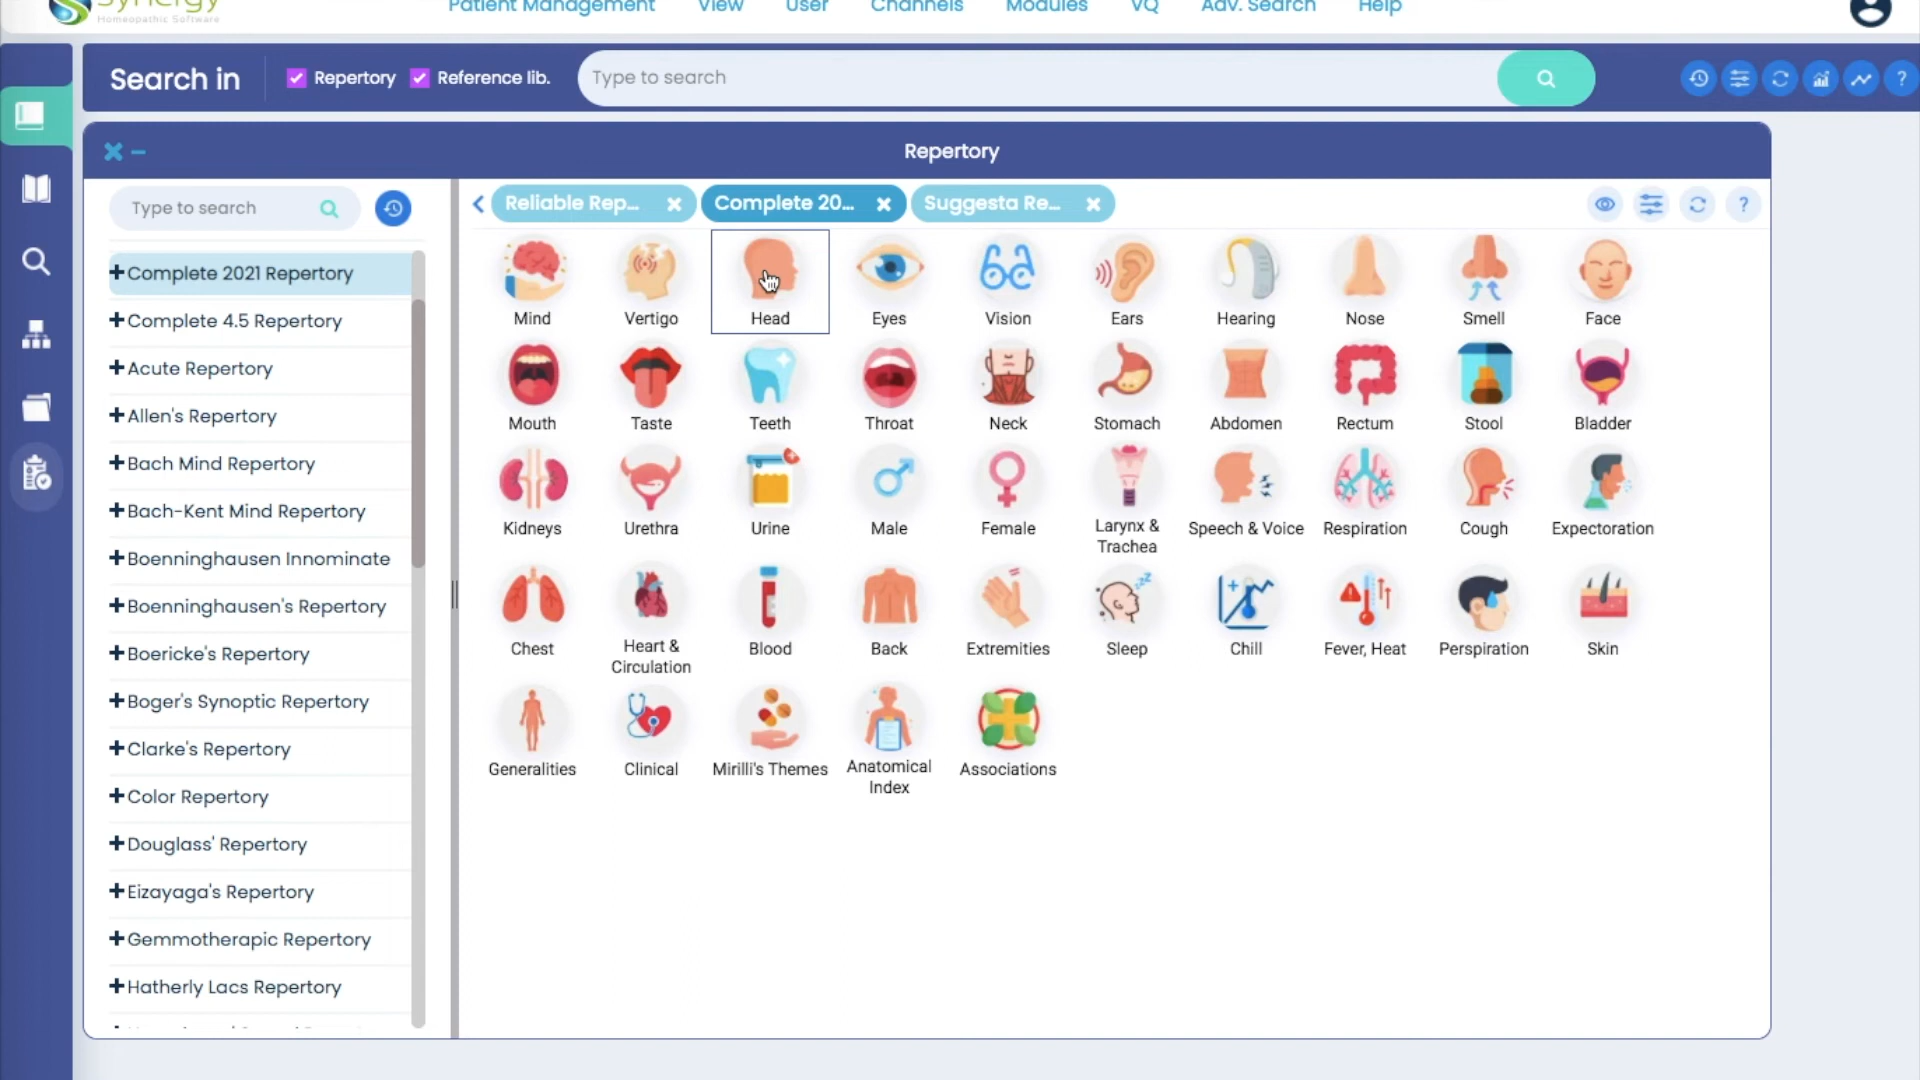 Synergy
Homeopathic Software
Patient Management View User Channels Modules VQ Adv. Search Help
Search in Repertory Reference lib. Type to search
Repertory
Type to search
Reliable Rep... Complete 20... Suggesta Re...
Complete 2021 Repertory
Complete 4.5 Repertory
Acute Repertory
Allen's Repertory
Bach Mind Repertory
Bach-Kent Mind Repertory
Boenninghausen Innominate
Boenninghausen's Repertory
Boericke's Repertory
Boger's Synoptic Repertory
Clarke's Repertory
Color Repertory
Douglass' Repertory
Eizayaga's Repertory
Gemmotherapic Repertory
Hatherly Lacs Repertory
Mind Vertigo Head Eyes Vision Ears Hearing Nose Smell Face
Mouth Taste Teeth Throat Neck Stomach Abdomen Rectum Stool Bladder
Kidneys Urethra Urine Male Female Larynx & Trachea Speech & Voice Respiration Cough Expectoration
Chest Heart & Circulation Blood Back Extremities Sleep Chill Fever, Heat Perspiration Skin
Generalities Clinical Mirilli's Themes Anatomical Index Associations